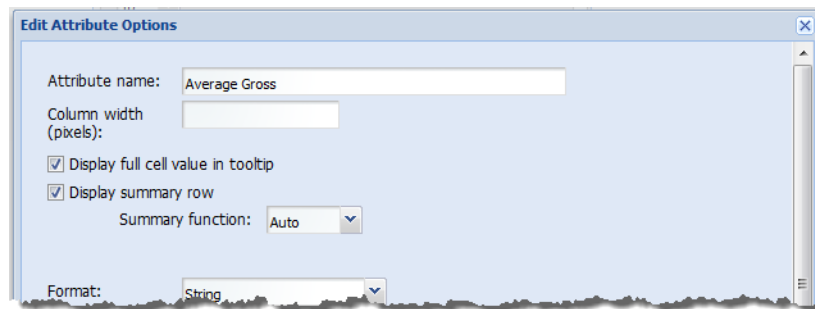 Edit Attribute Options
Attribute name: Average Gross
Column width
(pixels):
Display full cell value in tooltip
Display summary row
Summary function: Auto
Format: String